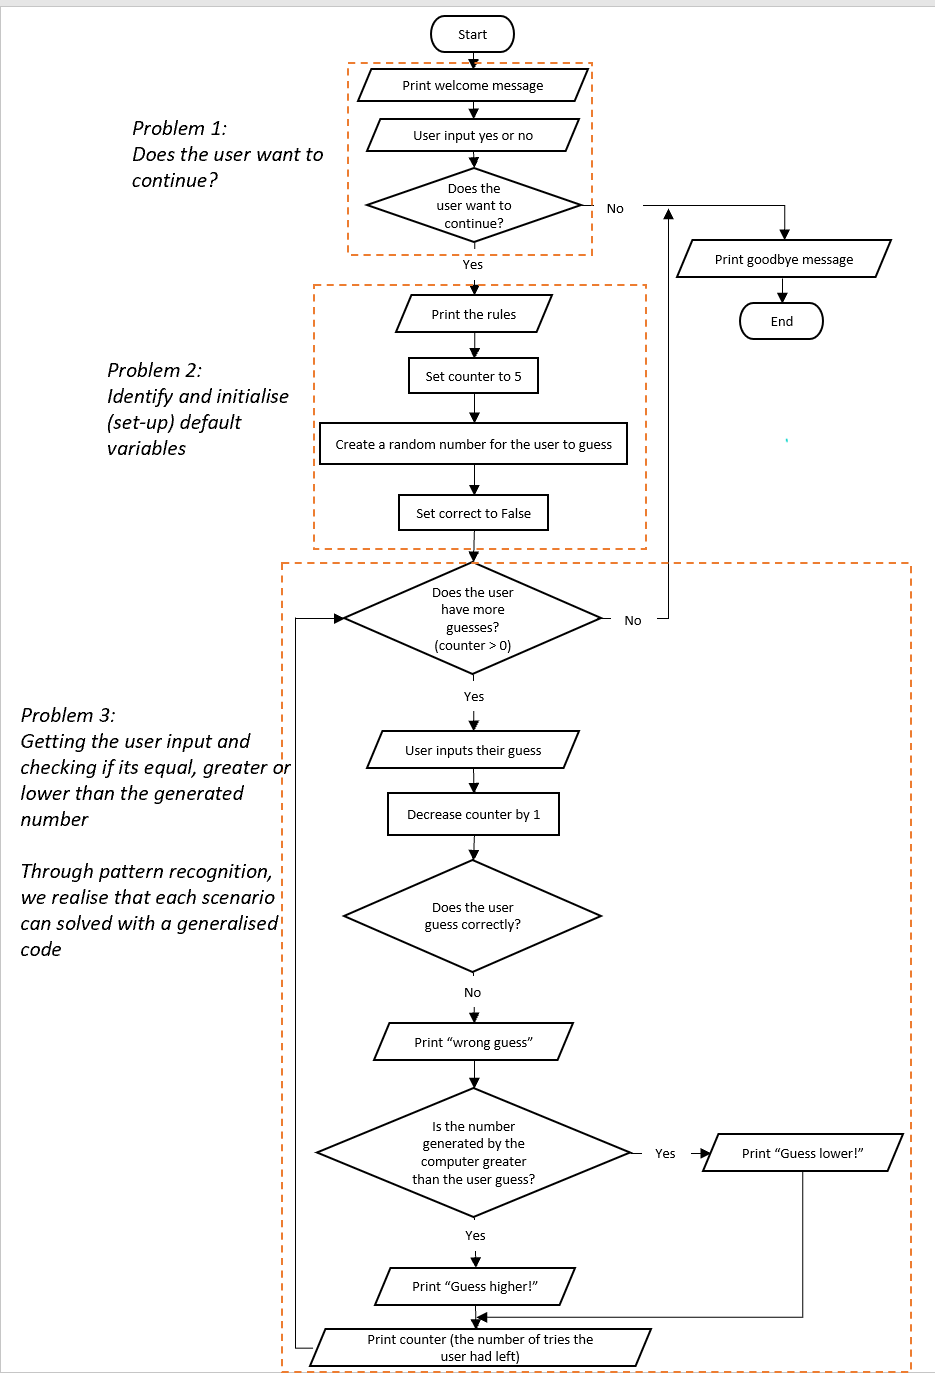 Start
Print welcome message
Problem 1:
Does the user want to
continue?
User input yes or no
Does the
user want to
continue?
No
Yes
Print goodbye message
End
Print the rules
Problem 2:
Identify and initialise
(set-up) default
variables
Set counter to 5
Create a random number for the user to guess
Set correct to False
Does the user
have more
guesses?
(counter > 0)
No
Yes
Problem 3:
Getting the user input and
checking if its equal, greater or
lower than the generated
number
Through pattern recognition,
we realise that each scenario
can solved with a generalised
code
User inputs their guess
Decrease counter by 1
Does the user
guess correctly?
No
Print “wrong guess”
Is the number
generated by the
computer greater
than the user guess?
Yes
Print “Guess lower!”
Yes
Print “Guess higher!”
Print counter (the number of tries the
user had left)